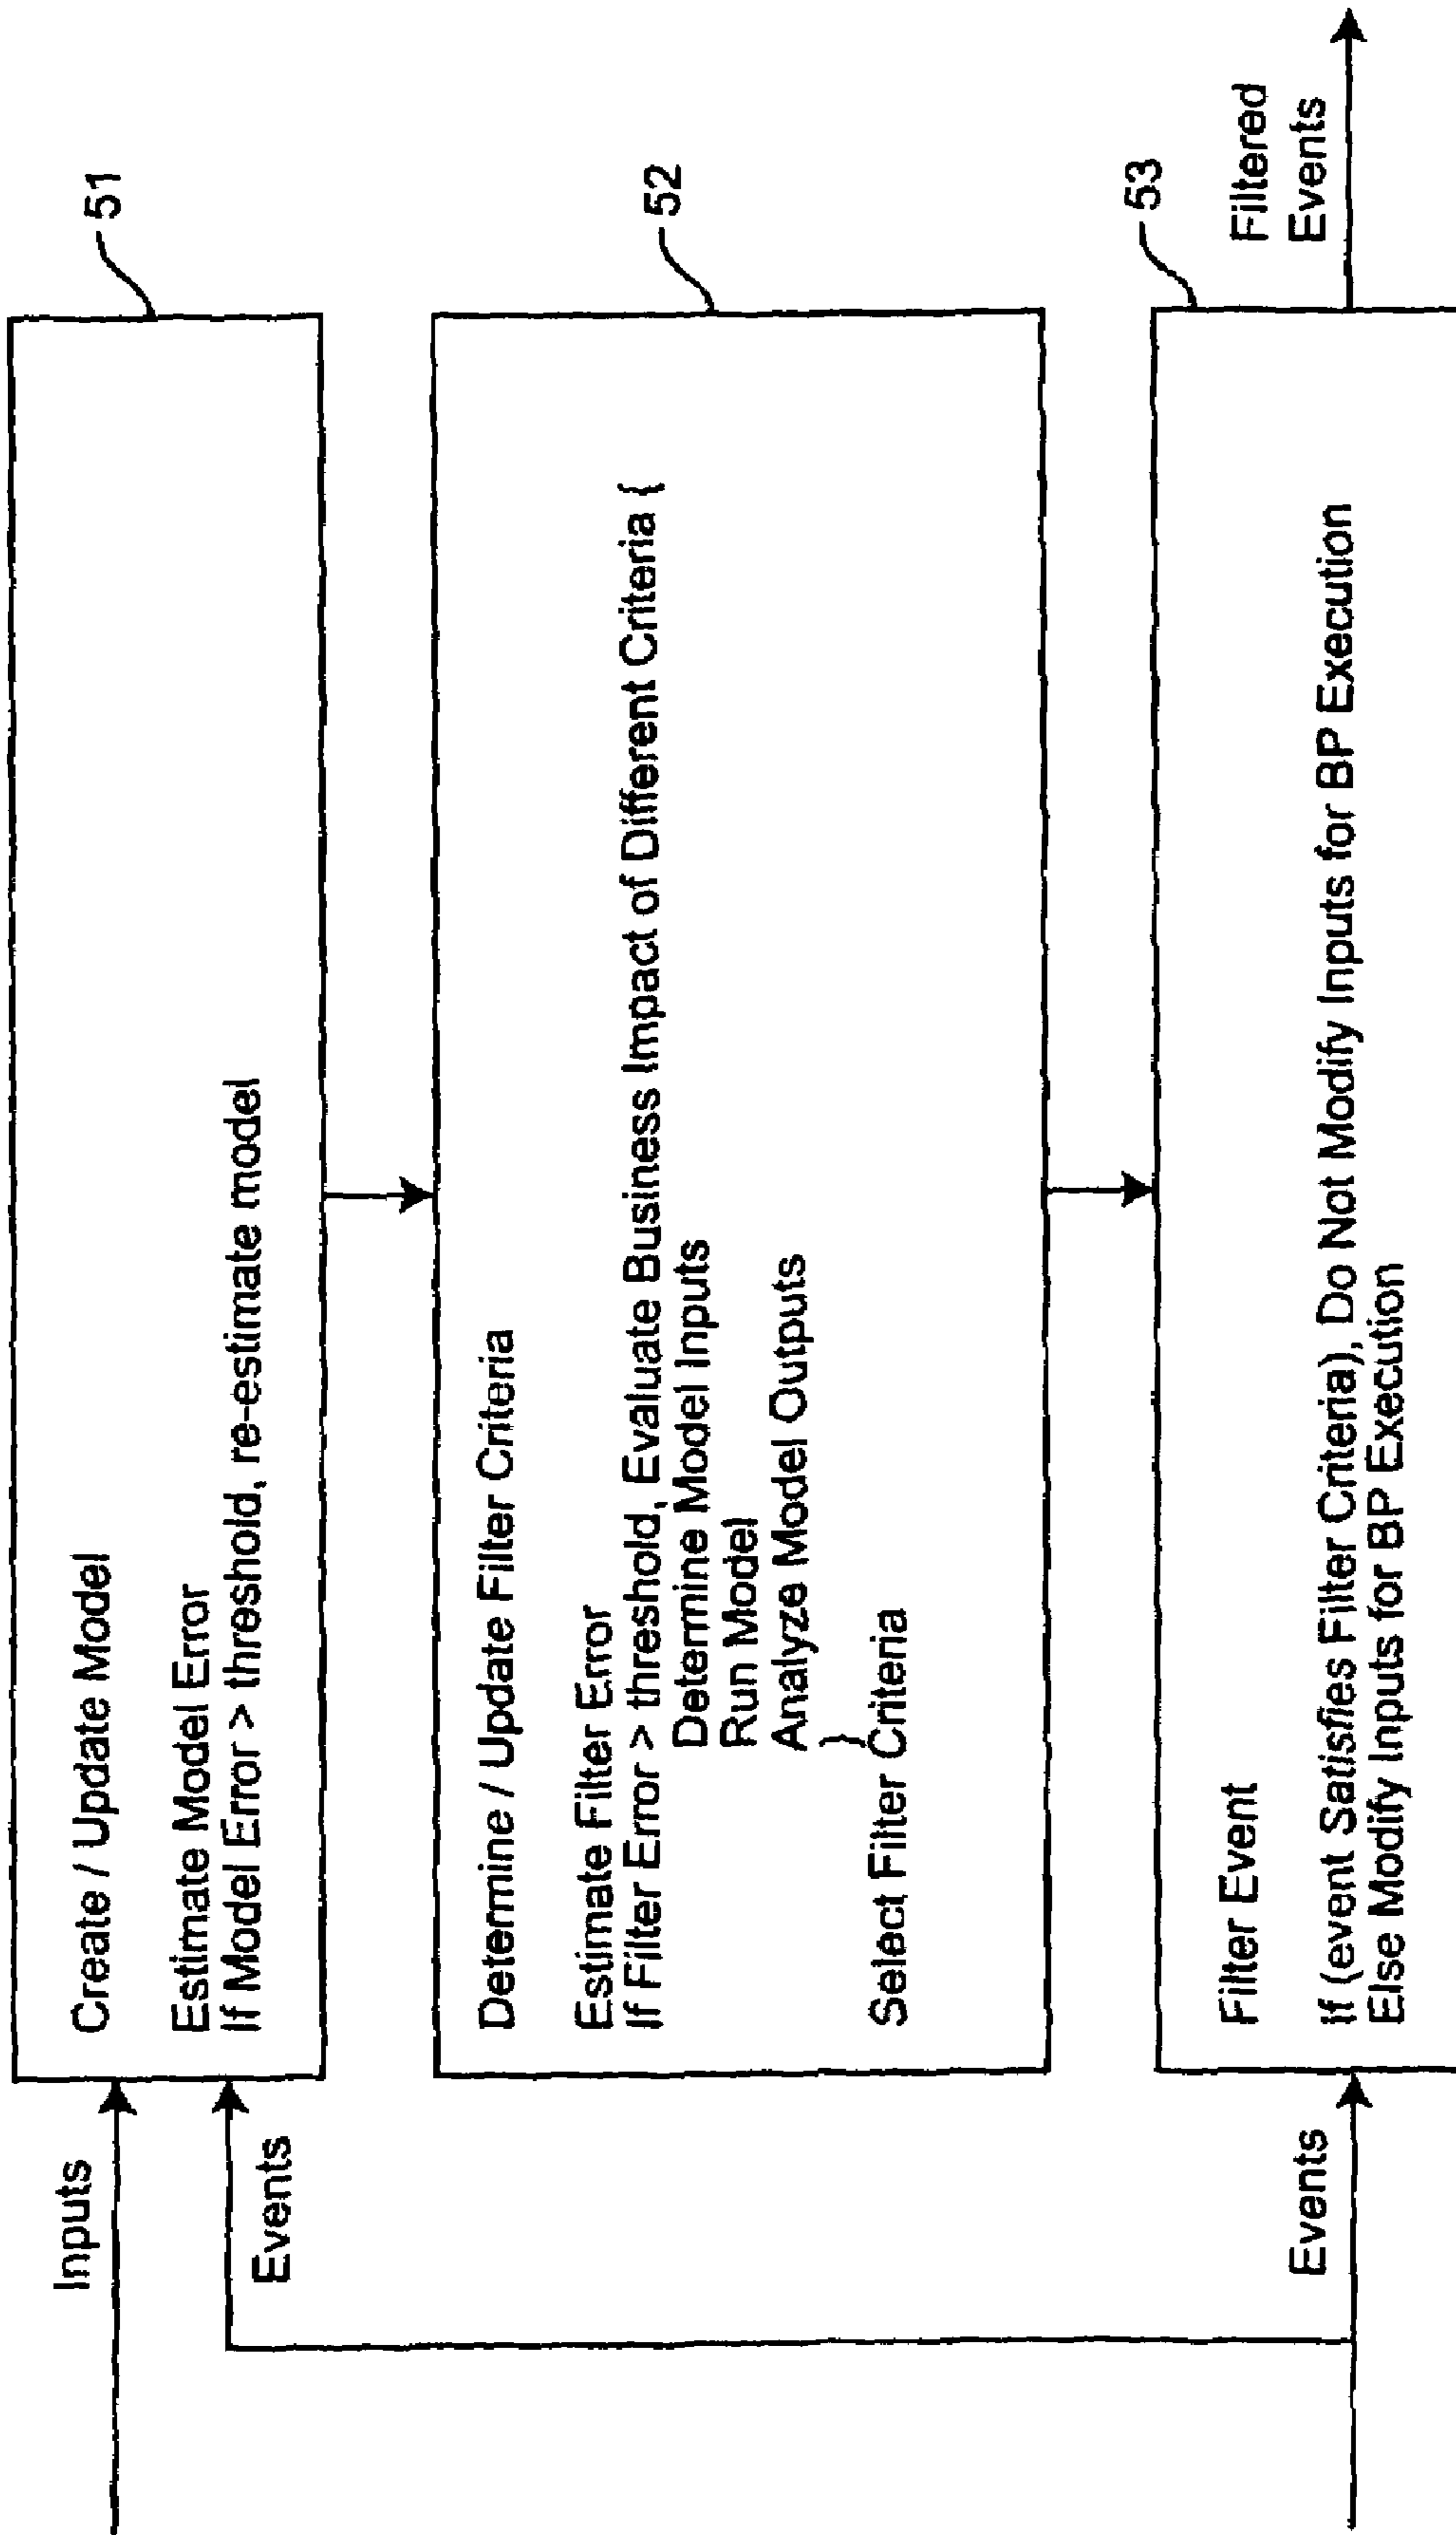 Inputs
Events
Create / Update Model
Estimate Model Error
If Model Error > threshold, re-estimate model
51
Determine / Update Filter Criteria
Estimate Filter Error
If Filter Error > threshold, Evaluate Business Impact of Different Criteria {
Determine Model Inputs
Run Model
Analyze Model Outputs
}
Select Filter Criteria
52
Events
Filter Event
If (event Satisfies Filter Criteria), Do Not Modify Inputs for BP Execution
Else Modify Inputs for BP Execution
53
Filtered
Events